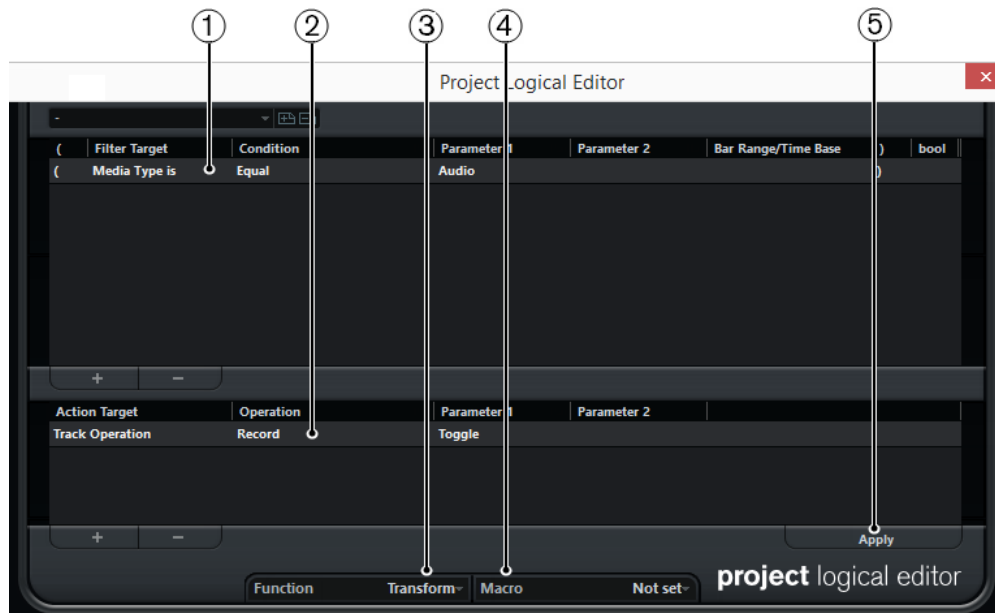 1 2 3 4 5
Project Logical Editor ×
-
( Filter Target Condition Parameter 1 Parameter 2 Bar Range/Time Base ) bool
( Media Type is Equal Audio )
+ −
Action Target Operation Parameter 1 Parameter 2
Track Operation Record Toggle
+ − Apply
Function Transform Macro Not set project logical editor